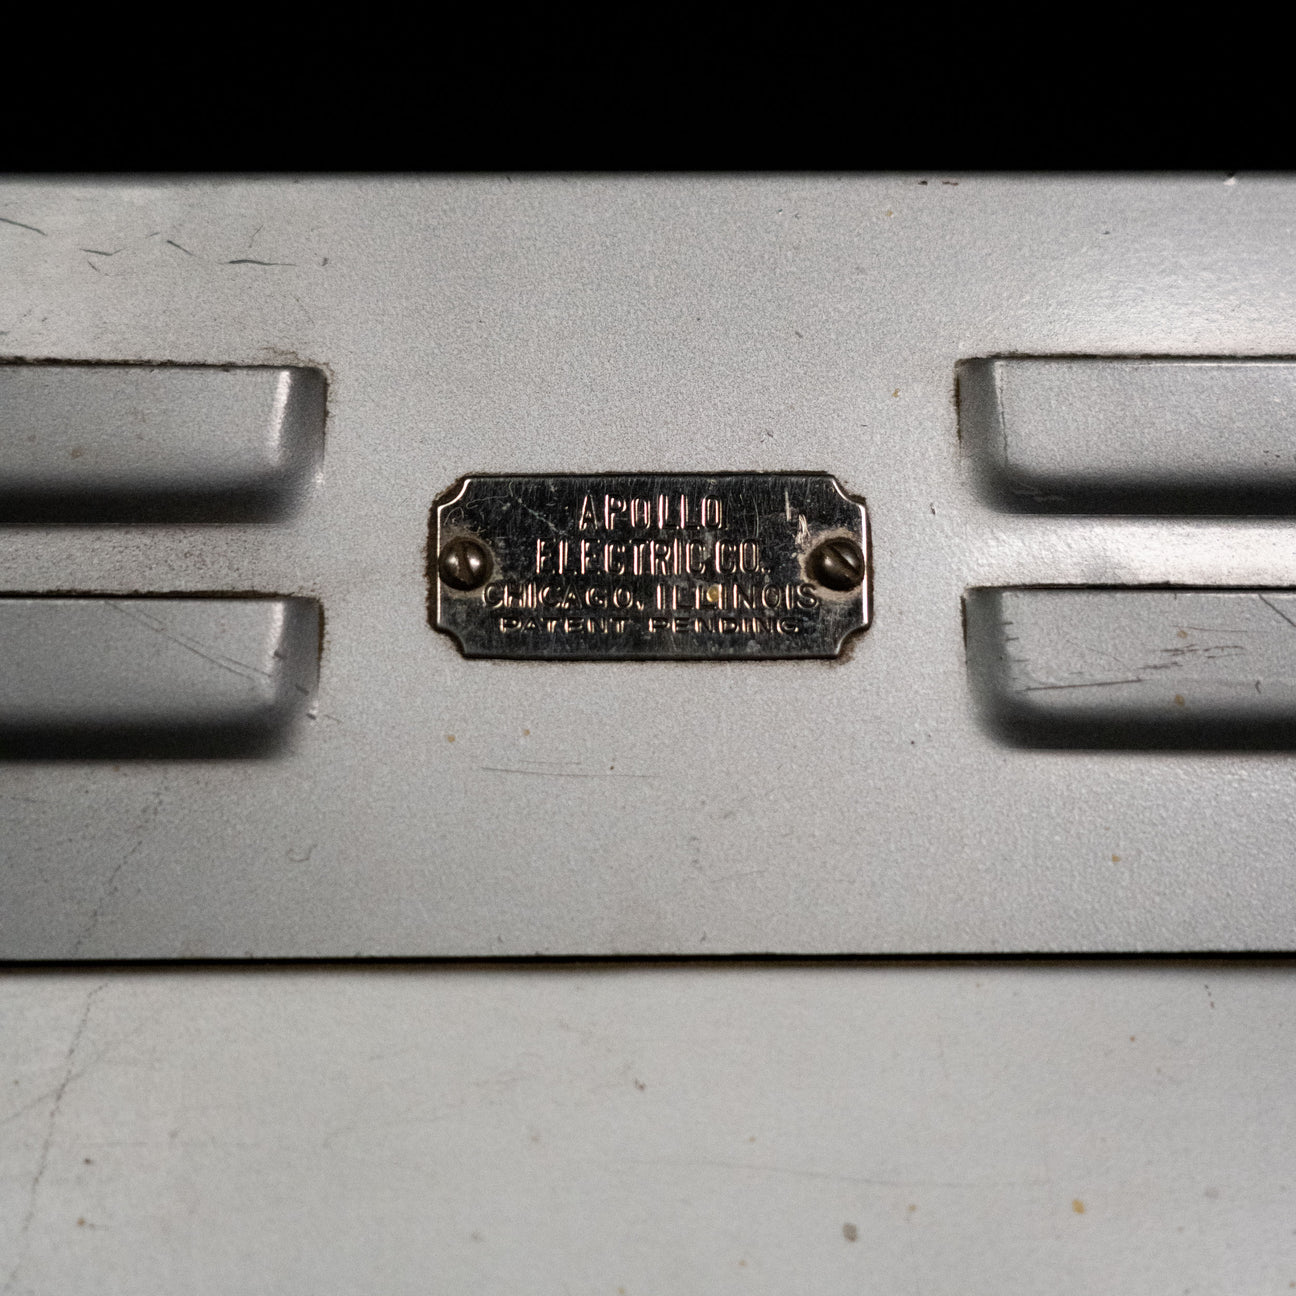 APOLLO
ELECTRIC CO.
CHICAGO, ILLINOIS
PATENT PENDING